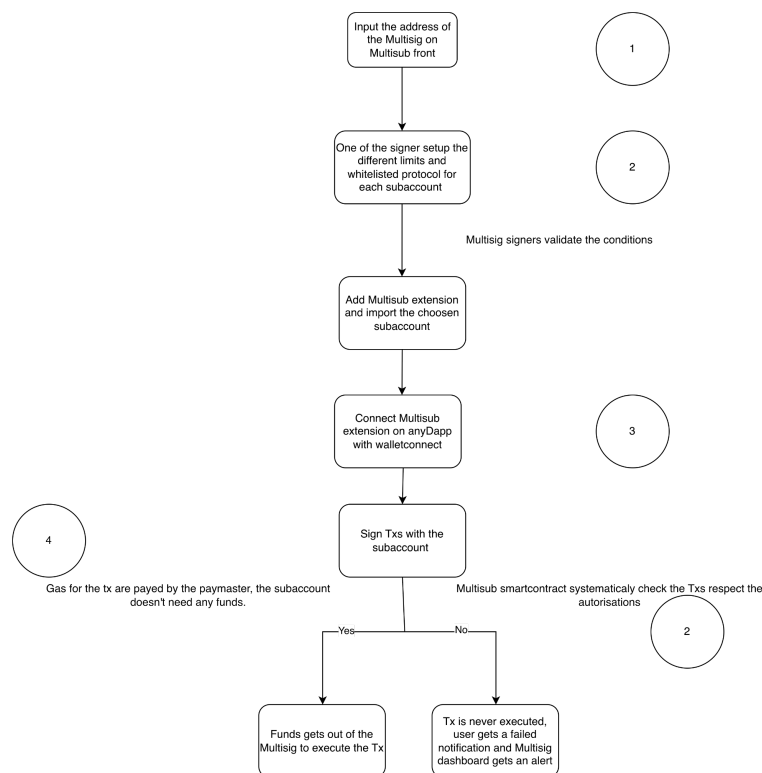 Input the address of
the Multisig on
Multisub front
1
One of the signer setup the
different limits and
whitelisted protocol for
each subaccount
2
Multisig signers validate the conditions
Add Multisub extension
and import the choosen
subaccount
Connect Multisub
extension on anyDapp
with walletconnect
3
Sign Txs with the
subaccount
4
Gas for the tx are payed by the paymaster, the subaccount
doesn't need any funds.
Multisub smartcontract systematicaly check the Txs respect the
autorisations
2
Yes
No
Funds gets out of the
Multisig to execute the Tx
Tx is never executed,
user gets a failed
notification and Multisig
dashboard gets an alert